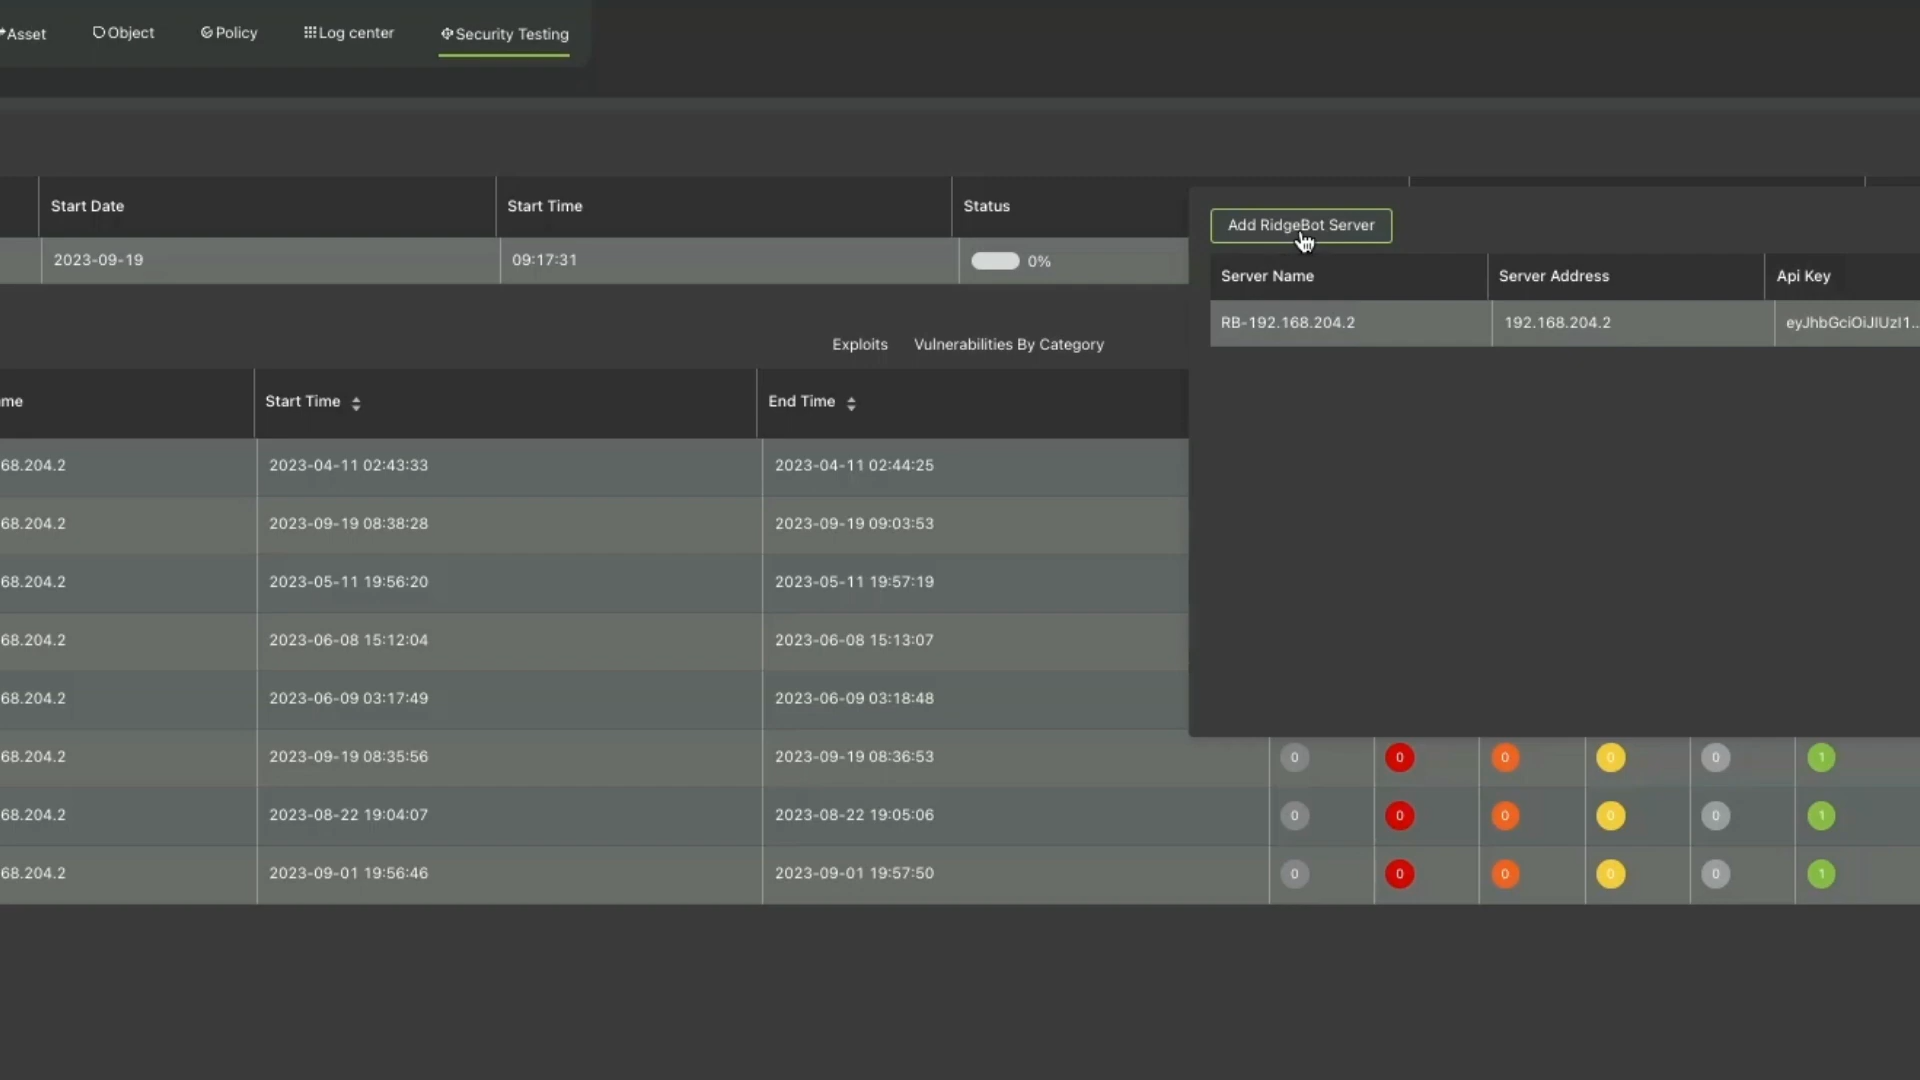 Asset Object Policy Log center Security Testing
Start Date Start Time Status
2023-09-19 09:17:31 0%
Add RidgeBot Server
Server Name Server Address Api Key
RB-192.168.204.2 192.168.204.2 eyJhbGciOiJIUzI1...
Exploits Vulnerabilities By Category
me Start Time End Time
68.204.2 2023-04-11 02:43:33 2023-04-11 02:44:25
68.204.2 2023-09-19 08:38:28 2023-09-19 09:03:53
68.204.2 2023-05-11 19:56:20 2023-05-11 19:57:19
68.204.2 2023-06-08 15:12:04 2023-06-08 15:13:07
68.204.2 2023-06-09 03:17:49 2023-06-09 03:18:48
68.204.2 2023-09-19 08:35:56 2023-09-19 08:36:53 0 0 0 0 0 1
68.204.2 2023-08-22 19:04:07 2023-08-22 19:05:06 0 0 0 0 0 1
68.204.2 2023-09-01 19:56:46 2023-09-01 19:57:50 0 0 0 0 0 1